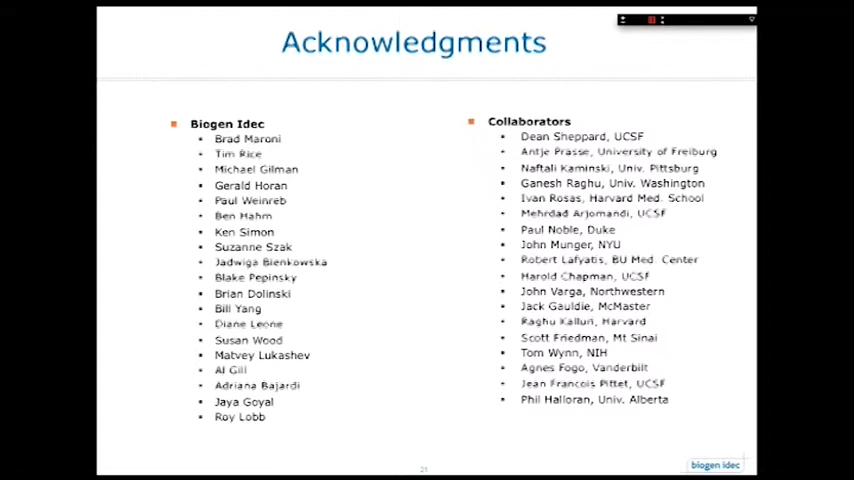 Acknowledgments
Biogen Idec
Brad Maroni
Tim Rice
Michael Gilman
Gerald Horan
Paul Weinreb
Ben Hahm
Ken Simon
Suzanne Szak
Jadwiga Bienkowska
Blake Pepinsky
Brian Dolinski
Bill Yang
Diane Leone
Susan Wood
Matvey Lukashev
Al Gill
Adriana Bajardi
Jaya Goyal
Roy Lobb
Collaborators
Dean Sheppard, UCSF
Antje Prasse, University of Freiburg
Naftali Kaminski, Univ. Pittsburg
Ganesh Raghu, Univ. Washington
Ivan Rosas, Harvard Med. School
Mehrdad Arjomandi, UCSF
Paul Noble, Duke
John Munger, NYU
Robert Lafyatis, BU Med. Center
Harold Chapman, UCSF
John Varga, Northwestern
Jack Gauldie, McMaster
Raghu Kalluri, Harvard
Scott Friedman, Mt Sinai
Tom Wynn, NIH
Agnes Fogo, Vanderbilt
Jean Francois Pittet, UCSF
Phil Halloran, Univ. Alberta
21
biogen idec